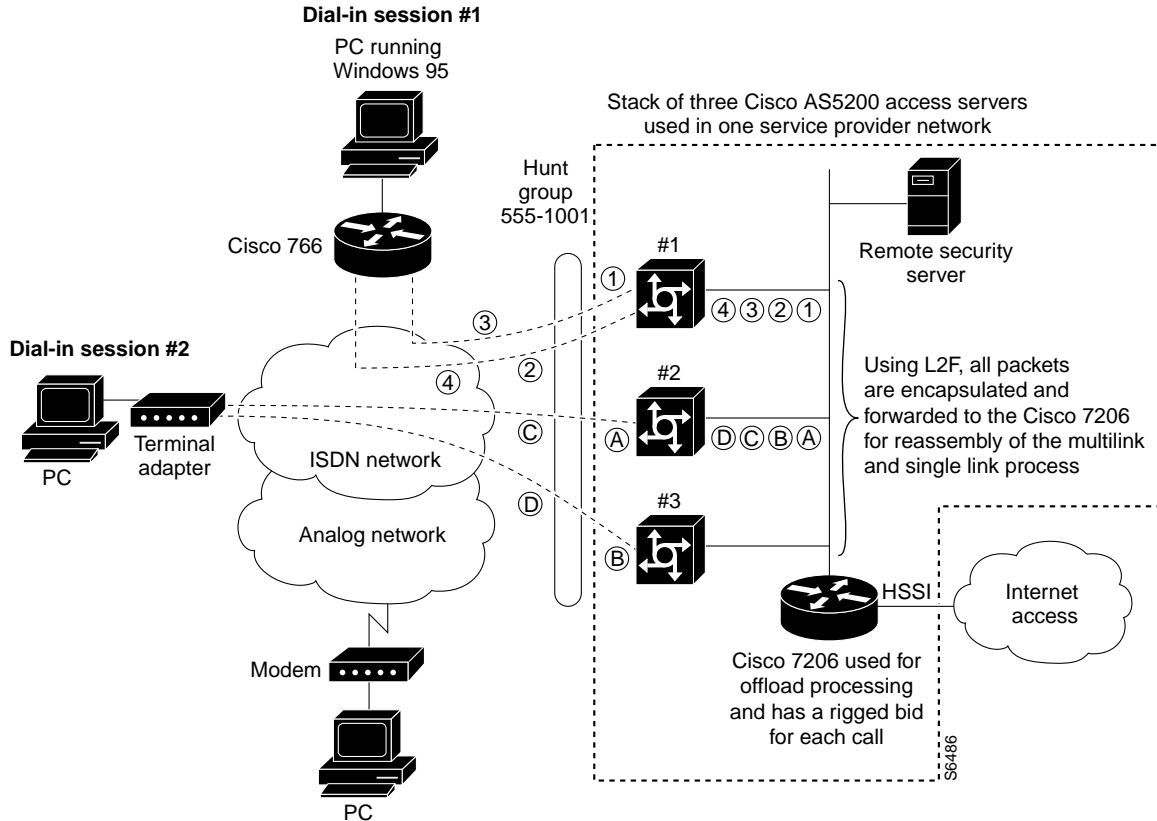 Dial-in session #1
PC running
Windows 95
Stack of three Cisco AS5200 access servers
used in one service provider network
Hunt
group
555-1001
Cisco 766
#1
Remote security
server
1
3
4 3 2 1
2
4
Dial-in session #2
#2
Using L2F, all packets
are encapsulated and
forwarded to the Cisco 7206
for reassembly of the multilink
and single link process
C
A
D C B A
Terminal
adapter
PC
ISDN network
#3
D
Analog network
B
HSSI
Internet
access
Modem
Cisco 7206 used for
offload processing
and has a rigged bid
for each call
S6486
PC